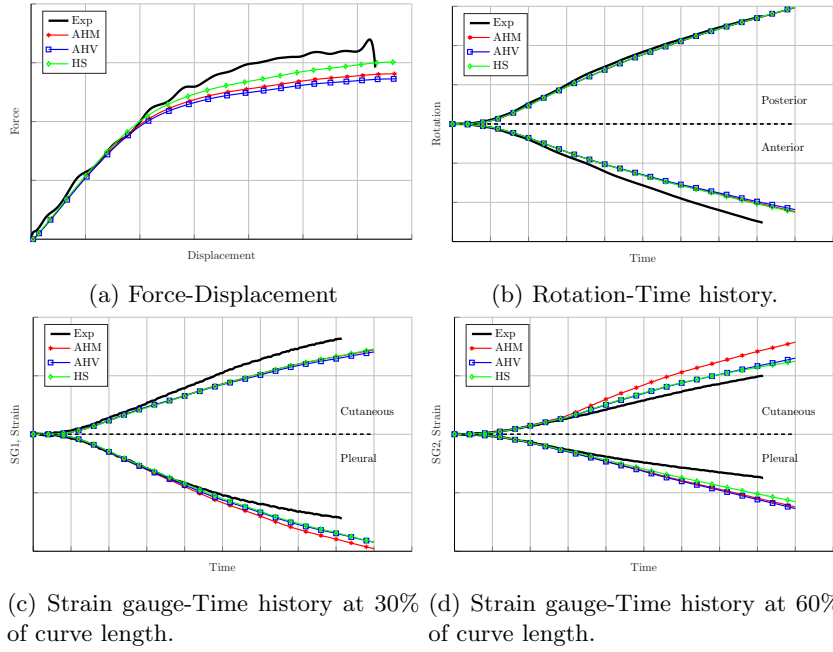 Exp
AHM
AHV
HS
Force
Displacement
(a) Force-Displacement
Exp
AHM
AHV
HS
Rotation
Posterior
Anterior
Time
(b) Rotation-Time history.
Exp
AHM
AHV
HS
SG1, Strain
Cutaneous
Pleural
Time
(c) Strain gauge-Time history at 30%
of curve length.
Exp
AHM
AHV
HS
SG2, Strain
Cutaneous
Pleural
Time
(d) Strain gauge-Time history at 60%
of curve length.